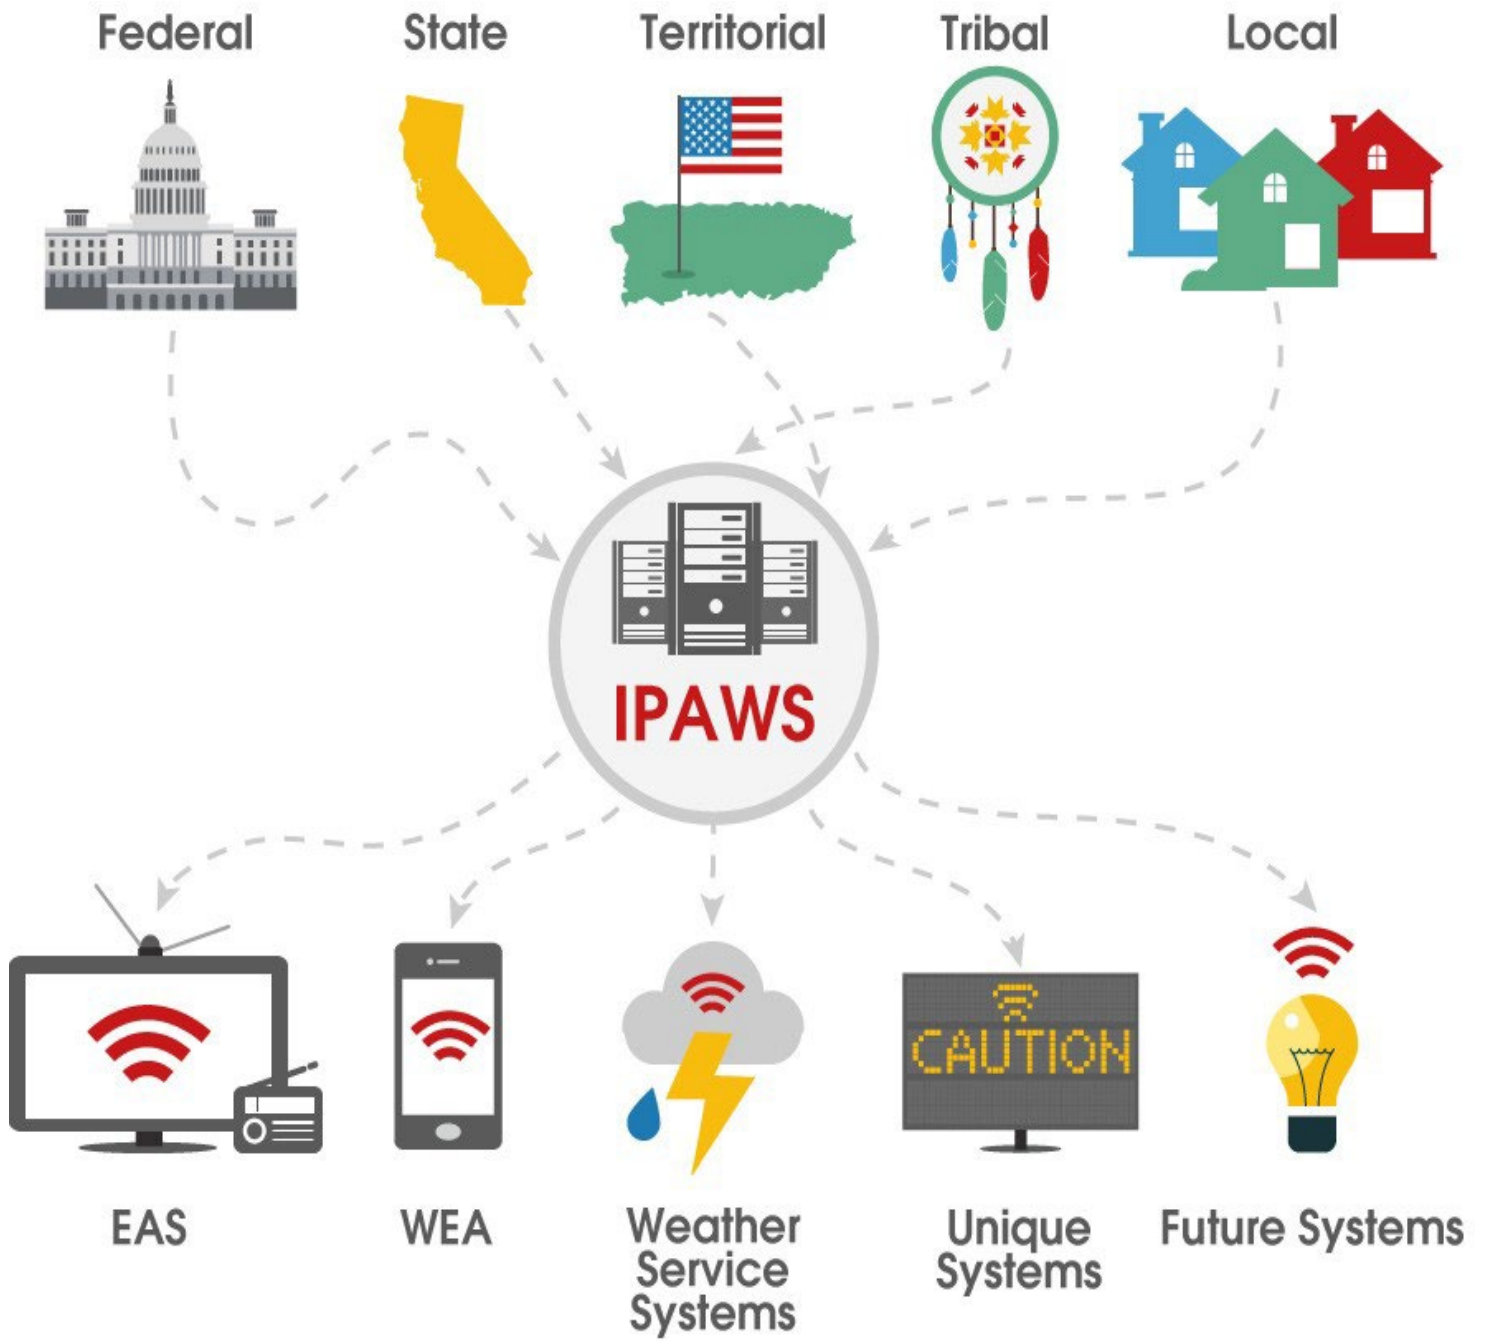 Federal
State
Territorial
Tribal
Local
IPAWS
CAUTION
EAS
WEA
Weather
Service
Systems
Unique
Systems
Future Systems